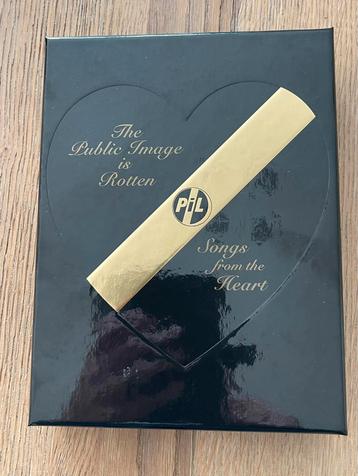 The
Public Image
is
Rotten
PiL
Songs
from the
Heart